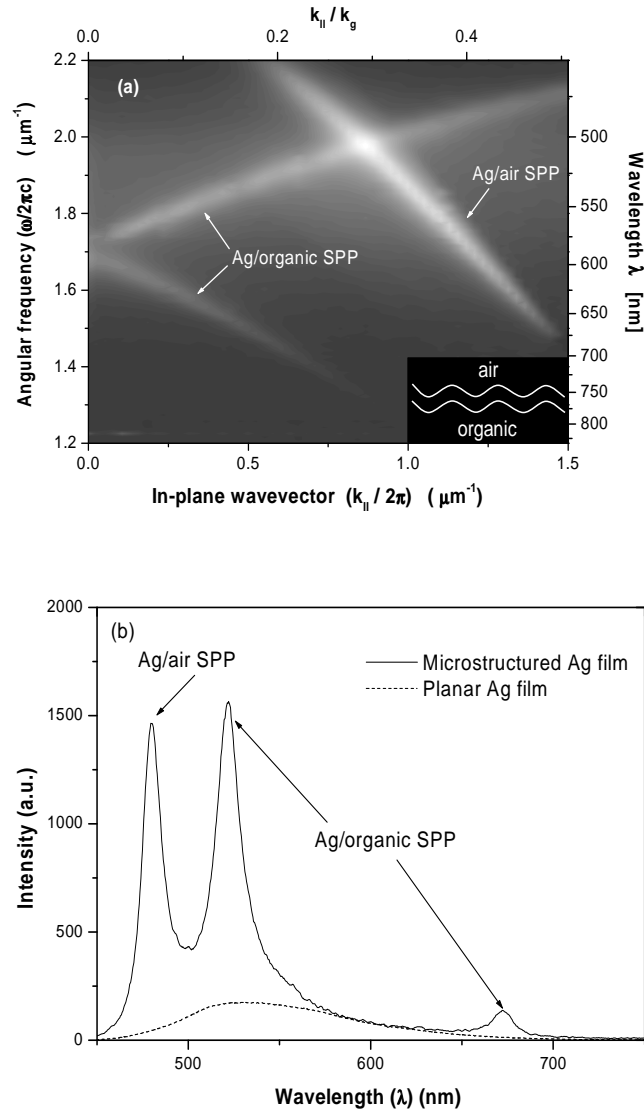 k|| / kg
0.0 0.2 0.4
(a)
2.2
2.0
1.8
1.6
1.4
1.2
Angular frequency (ω/2πc) ( μm-1)
500
550
600
650
700
750
800
Wavelength λ [nm]
Ag/air SPP
Ag/organic SPP
air
organic
0.0 0.5 1.0 1.5
In-plane wavevector (k|| / 2π) ( μm-1)
(b)
2000
1500
1000
500
0
Intensity (a.u.)
Ag/air SPP
Microstructured Ag film
Planar Ag film
Ag/organic SPP
500 600 700
Wavelength (λ) (nm)